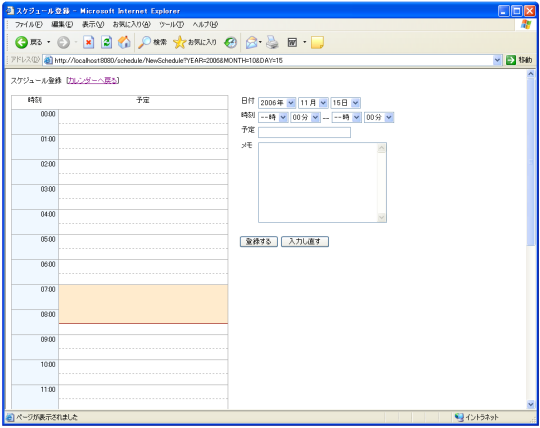 スケジュール登録 - Microsoft Internet Explorer
ファイル(F) 編集(E) 表示(V) お気に入り(A) ツール(T) ヘルプ(H)
戻る 検索 お気に入り
アドレス(D) http://localhost:8080/schedule/NewSchedule?YEAR=2006&MONTH=10&DAY=15 移動
スケジュール登録 [カレンダーへ戻る]
時刻 予定
00:00
01:00
02:00
03:00
04:00
05:00
06:00
07:00
08:00
09:00
10:00
11:00
日付 2006年 11月 15日
時刻 --時 00分 -- --時 00分
予定
メモ
登録する 入力し直す
ページが表示されました イントラネット